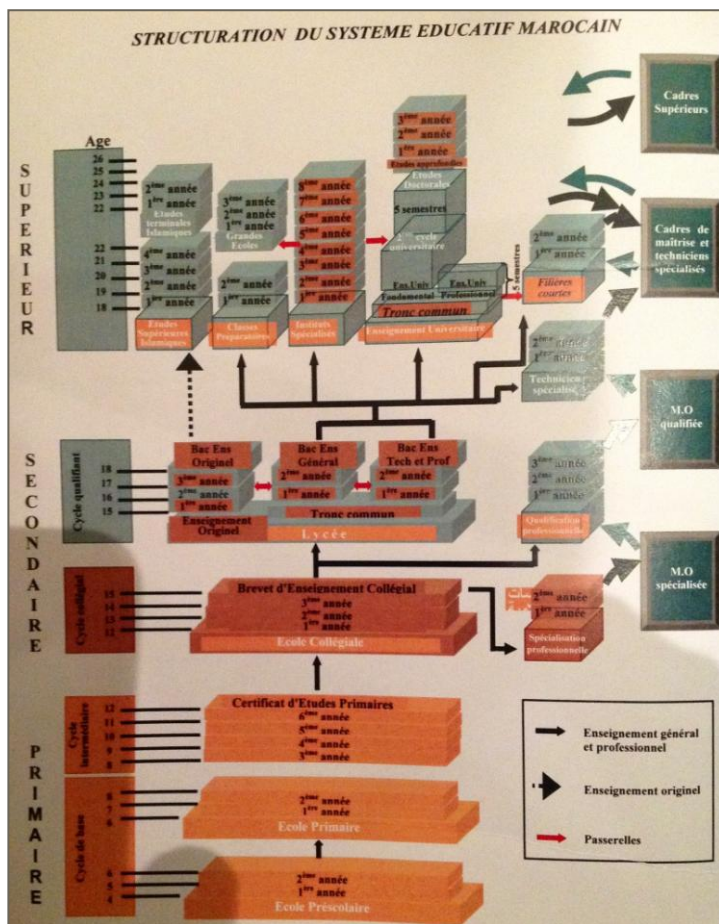 STRUCTURATION DU SYSTEME EDUCATIF MAROCAIN
SUPERIEUR
Age
26
25
24
23
22
22
21
20
19
18
2ème année
1ère année
Etudes terminales
Islamiques
4ème année
3ème année
2ème année
1ère année
Etudes
Supérieures
Islamiques
3ème année
2ème année
1ère année
Grandes
Ecoles
2ème année
1ère année
Classes
Préparatoires
8ème année
7ème année
6ème année
5ème année
4ème année
3ème année
2ème année
1ère année
Instituts
Spécialisés
3ème année
2ème année
1ère année
Etudes approfondies
Etudes
Doctorales
5 semestres
cycle
universitaire
Ens.Univ
Fondamental
Ens.Univ
Professionnel
Tronc commun
Enseignement Universitaire
5 semestres
2ème année
1ère année
Filières
courtes
2ème année
1ère année
Technicien
spécialisé
Cadres
Supérieurs
Cadres de
maîtrise et
techniciens
spécialisés
M.O
qualifiée
M.O
spécialisée
SECONDAIRE
Cycle qualifiant
18
17
16
15
Bac Ens
Originel
3ème année
2ème année
1ère année
Enseignement
Originel
Bac Ens
Général
2ème année
1ère année
Bac Ens
Tech et Prof
2ème année
1ère année
Tronc commun
Lycée
3ème année
2ème année
1ère année
Qualification
professionnelle
Cycle collégial
15
14
13
12
Brevet d'Enseignement Collégial
3ème année
2ème année
1ère année
Ecole Collégiale
2ème année
1ère année
Spécialisation
professionnelle
PRIMAIRE
Cycle
intermédiaire
12
11
10
9
8
Certificat d'Etudes Primaires
6ème année
5ème année
4ème année
3ème année
Cycle de base
8
7
6
2ème année
1ère année
Ecole Primaire
6
5
4
2ème année
1ère année
Ecole Préscolaire
Enseignement général
et professionnel
Enseignement originel
Passerelles